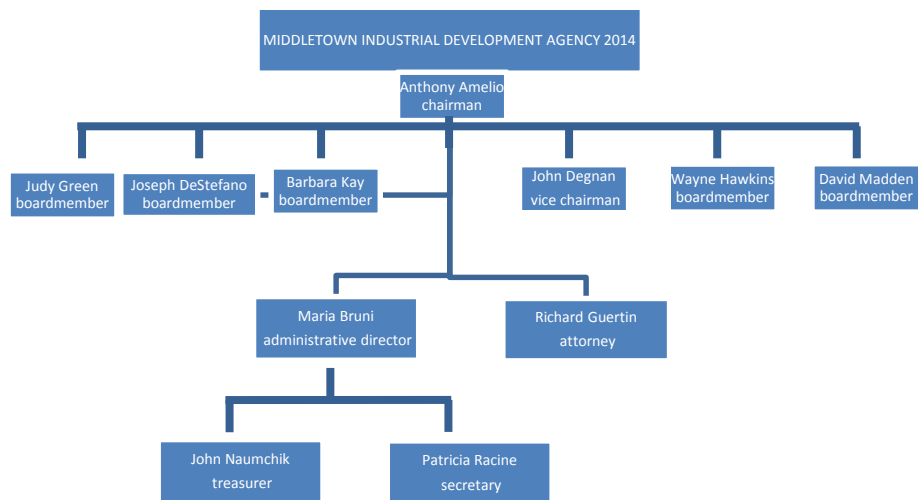 MIDDLETOWN INDUSTRIAL DEVELOPMENT AGENCY 2014
Anthony Amelio
chairman
Judy Green
boardmember
Joseph DeStefano
boardmember
Barbara Kay
boardmember
John Degnan
vice chairman
Wayne Hawkins
boardmember
David Madden
boardmember
Maria Bruni
administrative director
Richard Guertin
attorney
John Naumchik
treasurer
Patricia Racine
secretary